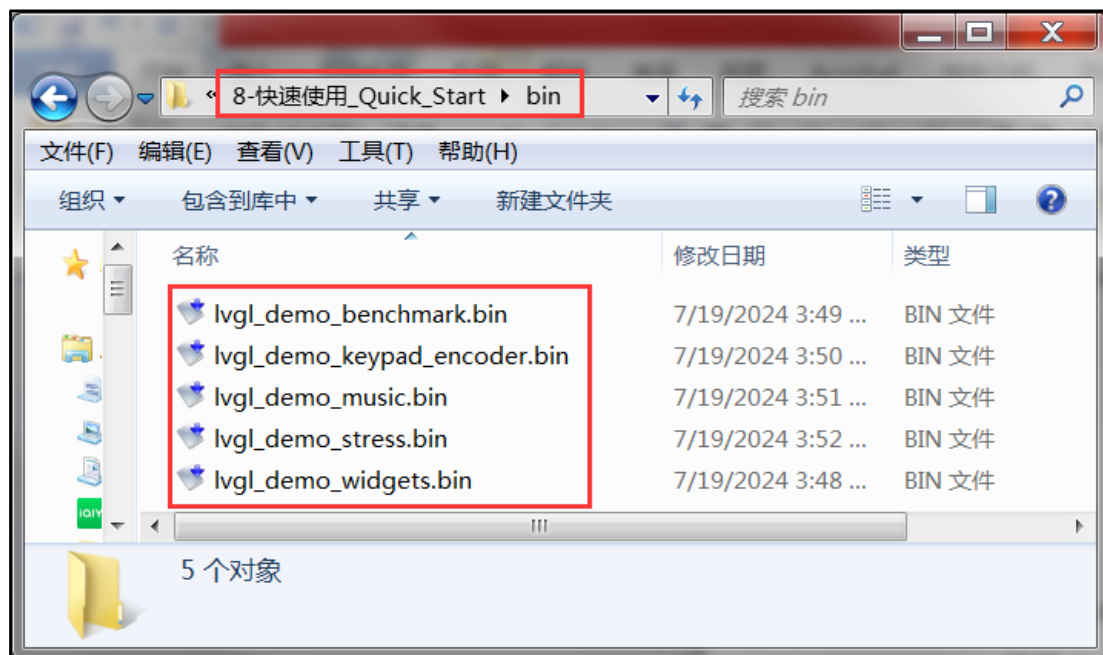 « 8-快速使用_Quick_Start ▸ bin
搜索 bin
文件(F) 编辑(E) 查看(V) 工具(T) 帮助(H)
组织 包含到库中 共享 新建文件夹
名称 修改日期 类型
lvgl_demo_benchmark.bin 7/19/2024 3:49 ... BIN 文件
lvgl_demo_keypad_encoder.bin 7/19/2024 3:50 ... BIN 文件
lvgl_demo_music.bin 7/19/2024 3:51 ... BIN 文件
lvgl_demo_stress.bin 7/19/2024 3:52 ... BIN 文件
lvgl_demo_widgets.bin 7/19/2024 3:48 ... BIN 文件
5 个对象